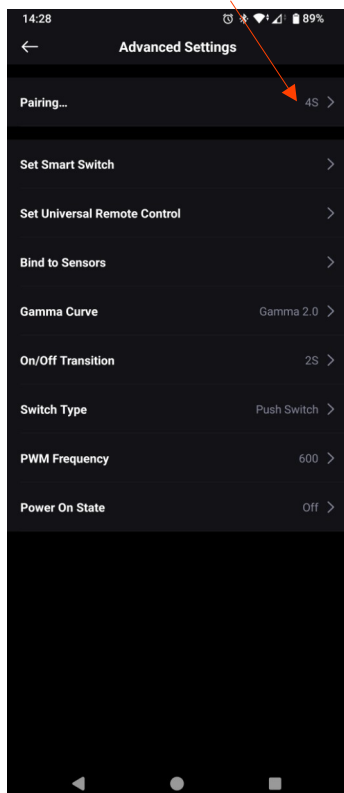 14:28 89%
Advanced Settings
Pairing... 4S
Set Smart Switch
Set Universal Remote Control
Bind to Sensors
Gamma Curve Gamma 2.0
On/Off Transition 2S
Switch Type Push Switch
PWM Frequency 600
Power On State Off